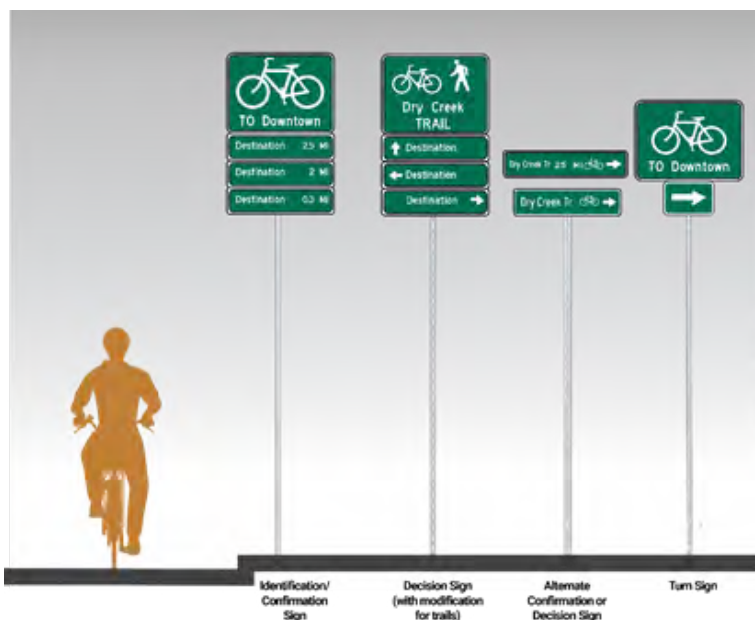 TO Downtown
Destination 2.5 MI
Destination 2 MI
Destination 0.3 MI
Dry Creek
TRAIL
Destination
Destination
Destination
Dry Creek Tr 2.5 MI
Dry Creek Tr
TO Downtown
Identification/
Confirmation
Sign
Decision Sign
(with modification
for trails)
Alternate
Confirmation or
Decision Sign
Turn Sign